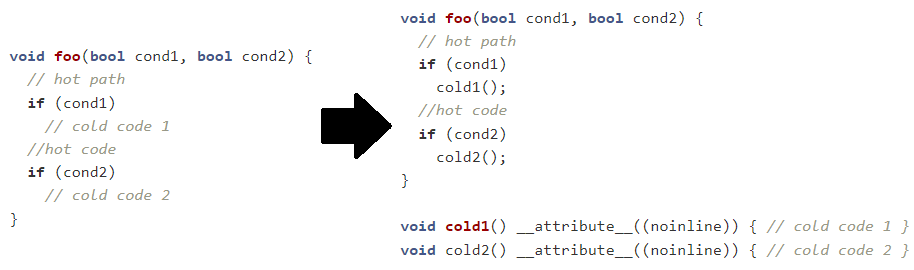 void foo(bool cond1, bool cond2) {
  // hot path
  if (cond1)
    // cold code 1
  //hot code
  if (cond2)
    // cold code 2
}
void foo(bool cond1, bool cond2) {
  // hot path
  if (cond1)
    cold1();
  //hot code
  if (cond2)
    cold2();
}
void cold1() __attribute__((noinline)) { // cold code 1 }
void cold2() __attribute__((noinline)) { // cold code 2 }